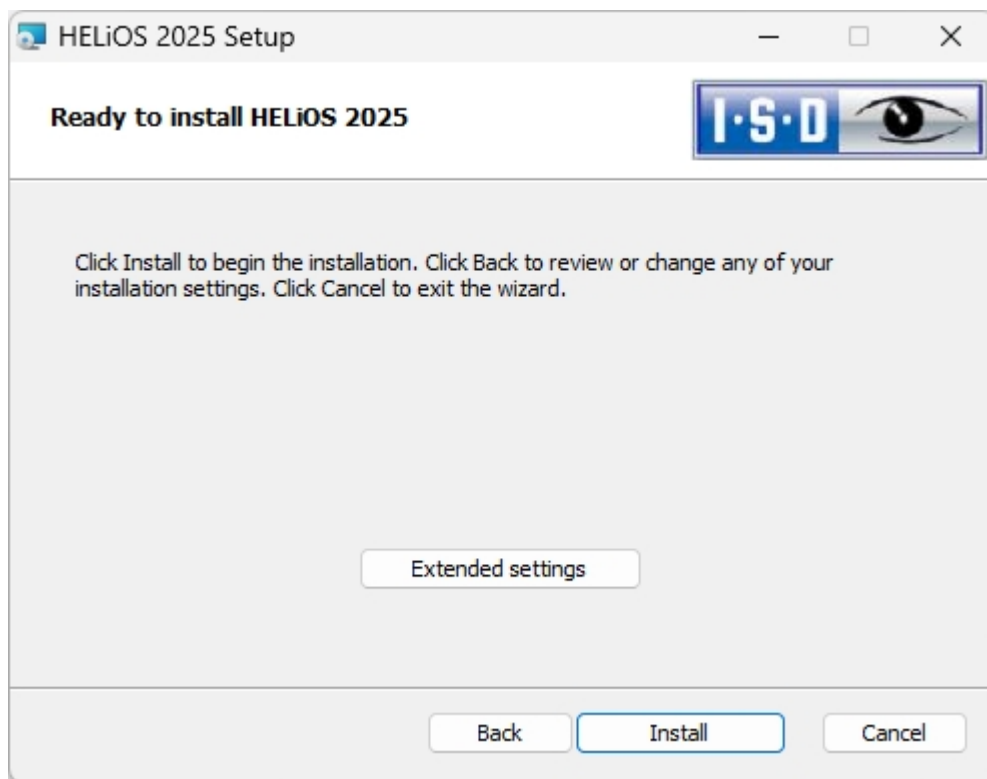 HELiOS 2025 Setup
Ready to install HELiOS 2025
I·S·D
Click Install to begin the installation. Click Back to review or change any of your
installation settings. Click Cancel to exit the wizard.
Extended settings
Back
Install
Cancel